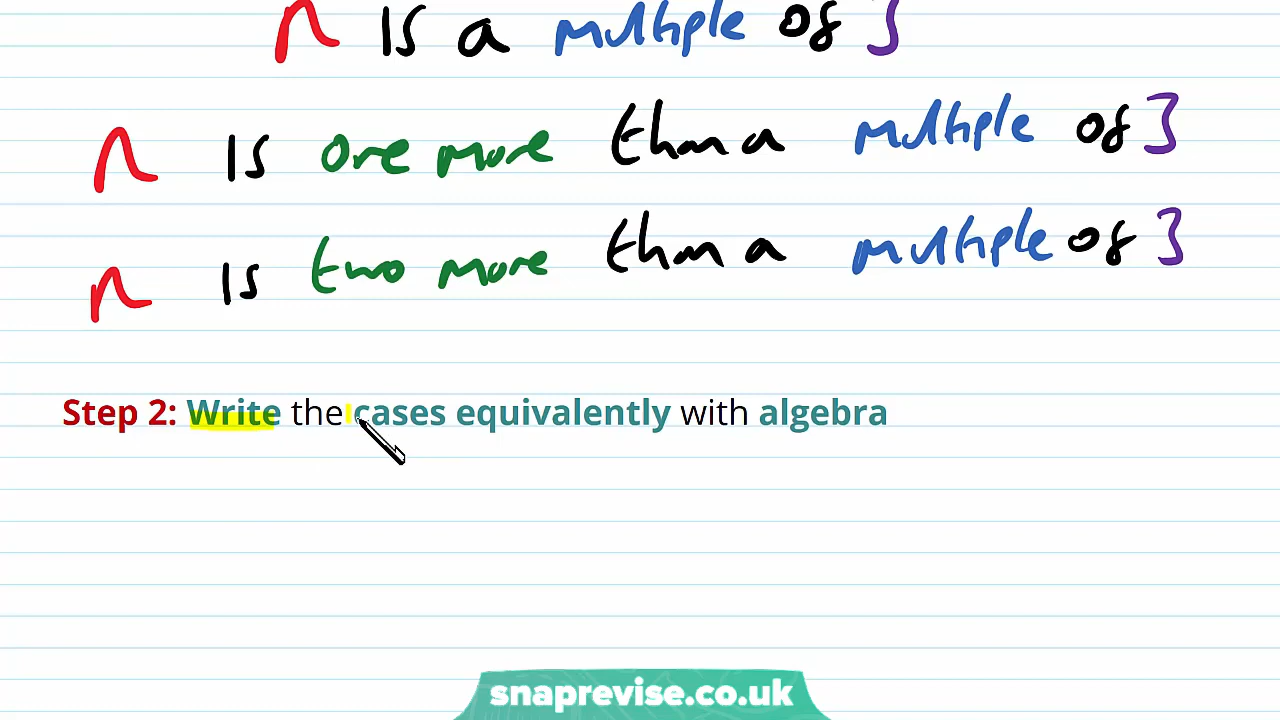 n is a multiple of 3
n is one more than a multiple of 3
n is two more than a multiple of 3
Step 2: Write the cases equivalently with algebra
snaprevise.co.uk